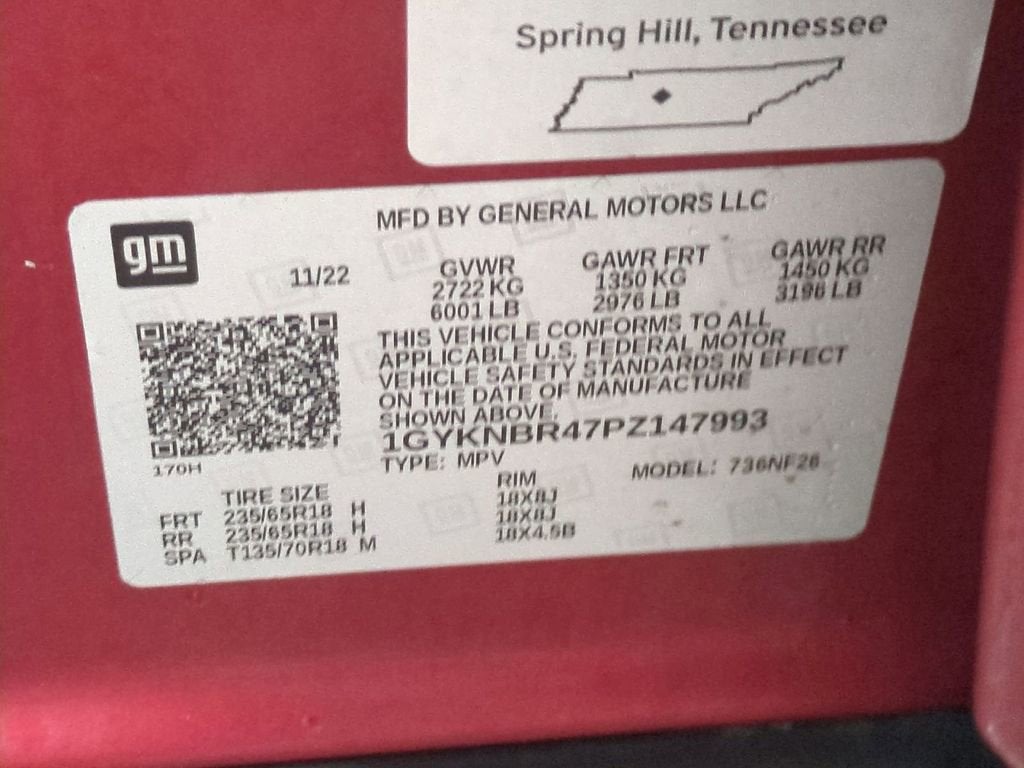 Spring Hill, Tennessee
gm
MFD BY GENERAL MOTORS LLC
11/22
GVWR GAWR FRT GAWR RR
2722 KG 1350 KG 1450 KG
6001 LB 2976 LB 3196 LB
THIS VEHICLE CONFORMS TO ALL
APPLICABLE U.S. FEDERAL MOTOR
VEHICLE SAFETY STANDARDS IN EFFECT
ON THE DATE OF MANUFACTURE
SHOWN ABOVE.
1GYKNBR47PZ147993
170H
TYPE: MPV MODEL: 736NF26
TIRE SIZE RIM
FRT 235/65R18 H 18X8J
RR 235/65R18 H 18X8J
SPA T135/70R18 M 18X4.5B